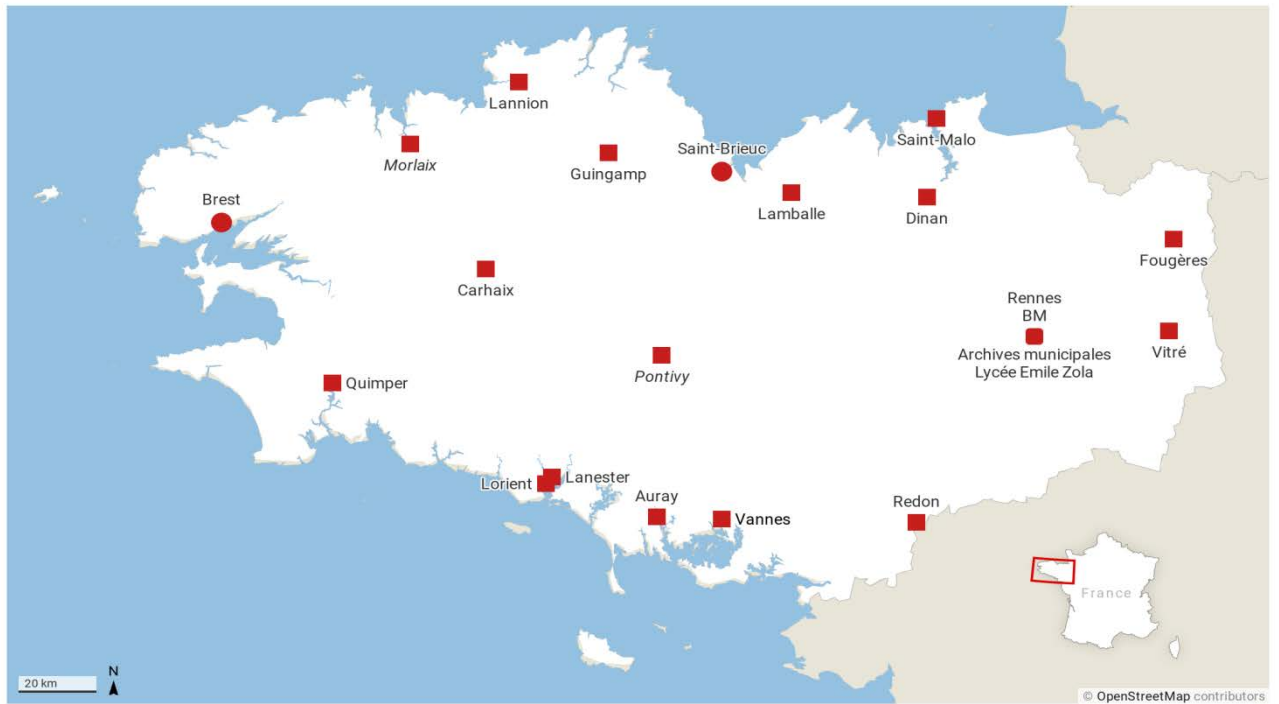 Lannion
Saint-Malo
Morlaix
Saint-Brieuc
Guingamp
Lamballe
Dinan
Brest
Fougères
Carhaix
Rennes
BM
Archives municipales
Lycée Emile Zola
Vitré
Pontivy
Quimper
Lanester
Lorient
Auray
Vannes
Redon
France
20 km
N
© OpenStreetMap contributors